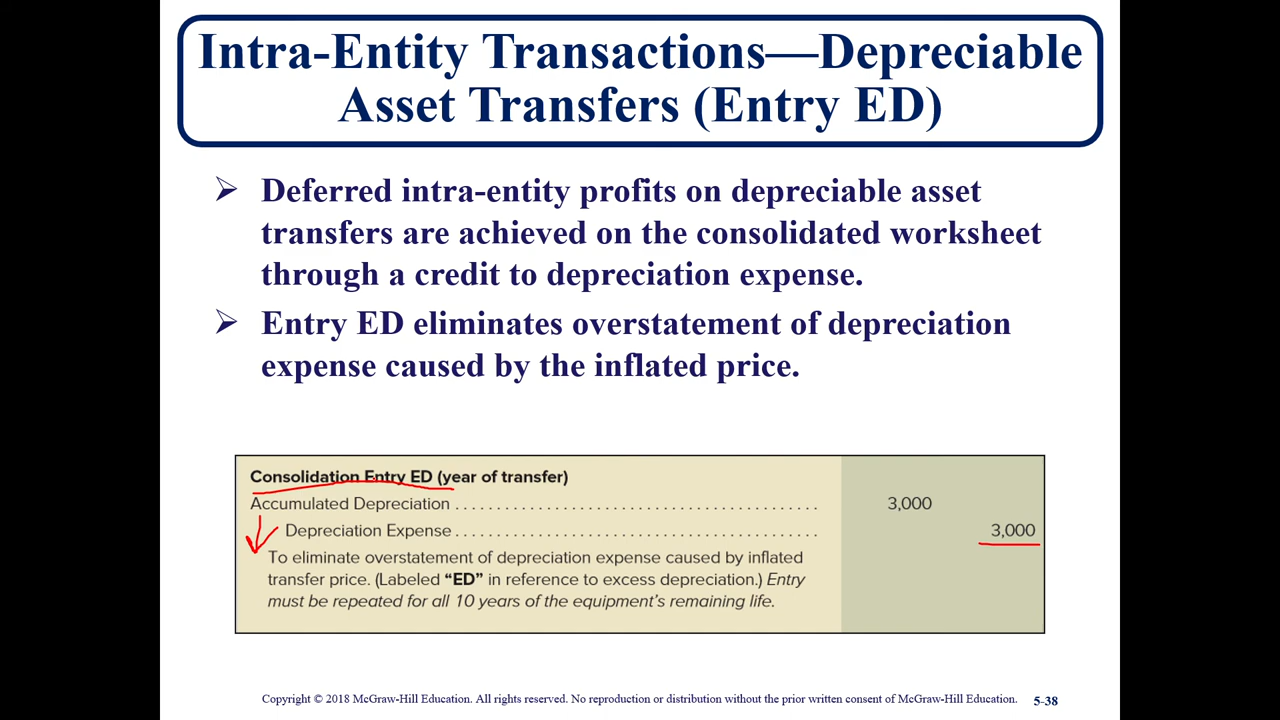 Intra-Entity Transactions—Depreciable
Asset Transfers (Entry ED)
Deferred intra-entity profits on depreciable asset
transfers are achieved on the consolidated worksheet
through a credit to depreciation expense.
Entry ED eliminates overstatement of depreciation
expense caused by the inflated price.
Consolidation Entry ED (year of transfer)
Accumulated Depreciation . . . . . . . . . . . . . . . . . . . . . . . . . . . . . . . . . . . . . . . . . . 3,000
Depreciation Expense . . . . . . . . . . . . . . . . . . . . . . . . . . . . . . . . . . . . . . . . . . 3,000
To eliminate overstatement of depreciation expense caused by inflated
transfer price. (Labeled “ED” in reference to excess depreciation.) Entry
must be repeated for all 10 years of the equipment’s remaining life.
Copyright © 2018 McGraw-Hill Education. All rights reserved. No reproduction or distribution without the prior written consent of McGraw-Hill Education. 5-38